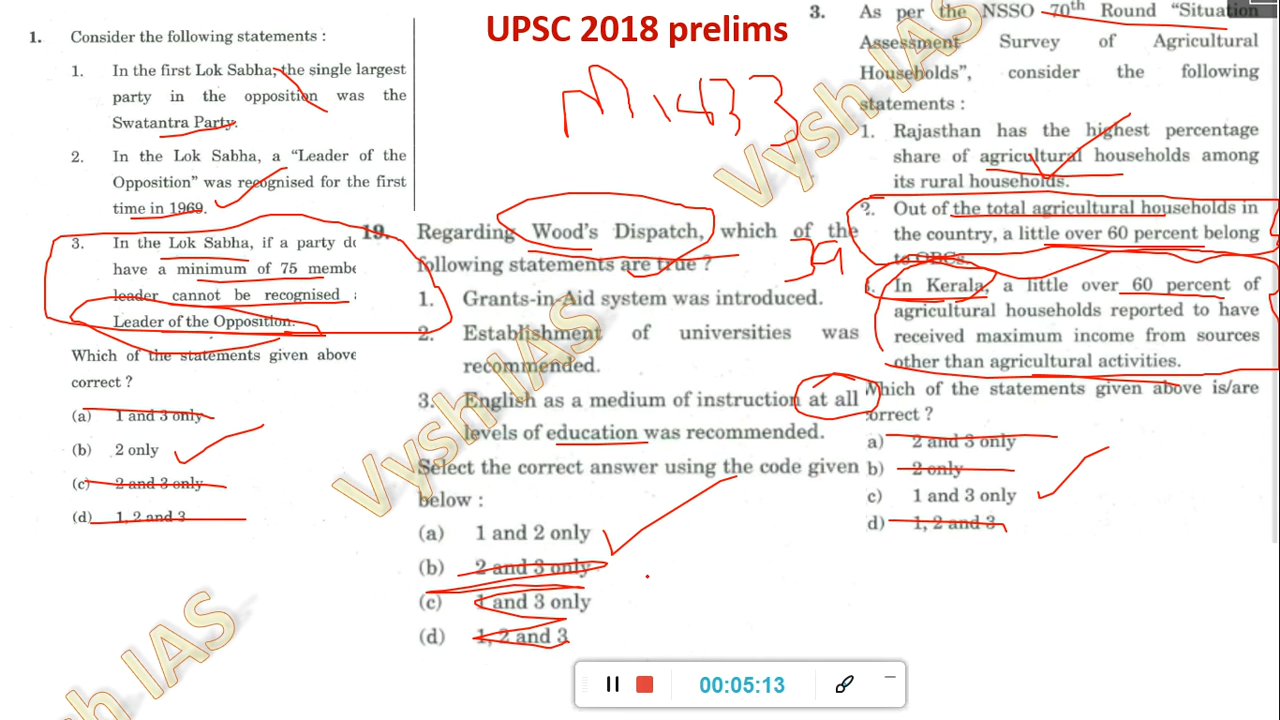 UPSC 2018 prelims
1. Consider the following statements :
1. In the first Lok Sabha, the single largest
party in the opposition was the
Swatantra Party.
2. In the Lok Sabha, a “Leader of the
Opposition” was recognised for the first
time in 1969.
3. In the Lok Sabha, if a party do
have a minimum of 75 membe
leader cannot be recognised
Leader of the Opposition.
Which of the statements given above
correct ?
(a) 1 and 3 only
(b) 2 only
(c) 2 and 3 only
(d) 1, 2 and 3
19. Regarding Wood’s Dispatch, which of the
following statements are true ?
1. Grants-in-Aid system was introduced.
2. Establishment of universities was
recommended.
3. English as a medium of instruction at all
levels of education was recommended.
Select the correct answer using the code given
below :
(a) 1 and 2 only
(b) 2 and 3 only
(c) 1 and 3 only
(d) 1, 2 and 3
3. As per the NSSO 70th Round “Situation
Assessment Survey of Agricultural
Households”, consider the following
statements :
1. Rajasthan has the highest percentage
share of agricultural households among
its rural households.
2. Out of the total agricultural households in
the country, a little over 60 percent belong
to OBCs.
In Kerala, a little over 60 percent of
agricultural households reported to have
received maximum income from sources
other than agricultural activities.
Which of the statements given above is/are
correct ?
a) 2 and 3 only
b) 2 only
c) 1 and 3 only
d) 1, 2 and 3
39
Vysh IAS
Vysh IAS
Vysh IAS
00:05:13